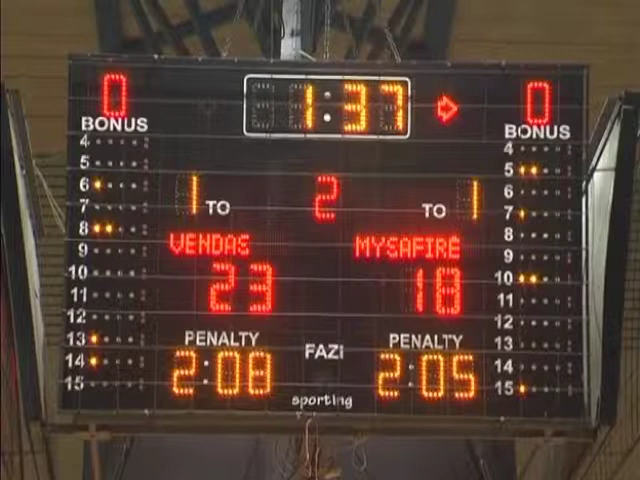 0 1:37 0
BONUS BONUS
4 4
5 5
6 6
7 1 TO 2 TO 1 7
8 8
VENDAS MYSAFIRE
9 9
10 23 18 10
11 11
12 12
13 PENALTY FAZi PENALTY 13
14 2:08 2:05 14
15 15
sporting